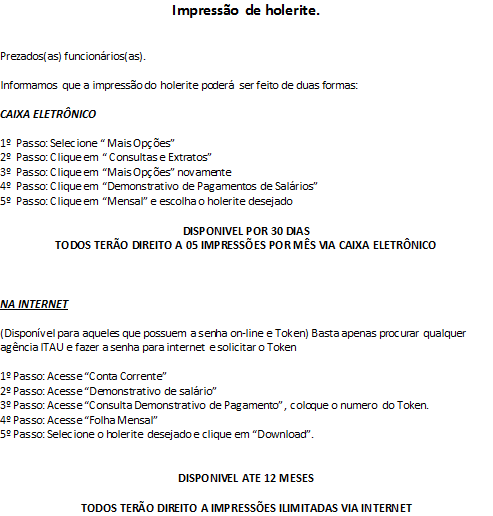 Impressão de holerite.
Prezados(as) funcionários(as).
Informamos que a impressão do holerite poderá ser feito de duas formas:
CAIXA ELETRÔNICO
1º Passo: Selecione “ Mais Opções”
2º Passo: Clique em “ Consultas e Extratos”
3º Passo: Clique em “Mais Opções” novamente
4º Passo: Clique em “Demonstrativo de Pagamentos de Salários”
5º Passo: Clique em “Mensal” e escolha o holerite desejado
DISPONIVEL POR 30 DIAS
TODOS TERÃO DIREITO A 05 IMPRESSÕES POR MÊS VIA CAIXA ELETRÔNICO
NA INTERNET
(Disponível para aqueles que possuem a senha on-line e Token) Basta apenas procurar qualquer
agência ITAU e fazer a senha para internet e solicitar o Token
1º Passo: Acesse “Conta Corrente”
2º Passo: Acesse “Demonstrativo de salário”
3º Passo: Acesse “Consulta Demonstrativo de Pagamento”, coloque o numero do Token.
4º Passo: Acesse “Folha Mensal”
5º Passo: Selecione o holerite desejado e clique em “Download”.
DISPONIVEL ATE 12 MESES
TODOS TERÃO DIREITO A IMPRESSÕES ILIMITADAS VIA INTERNET